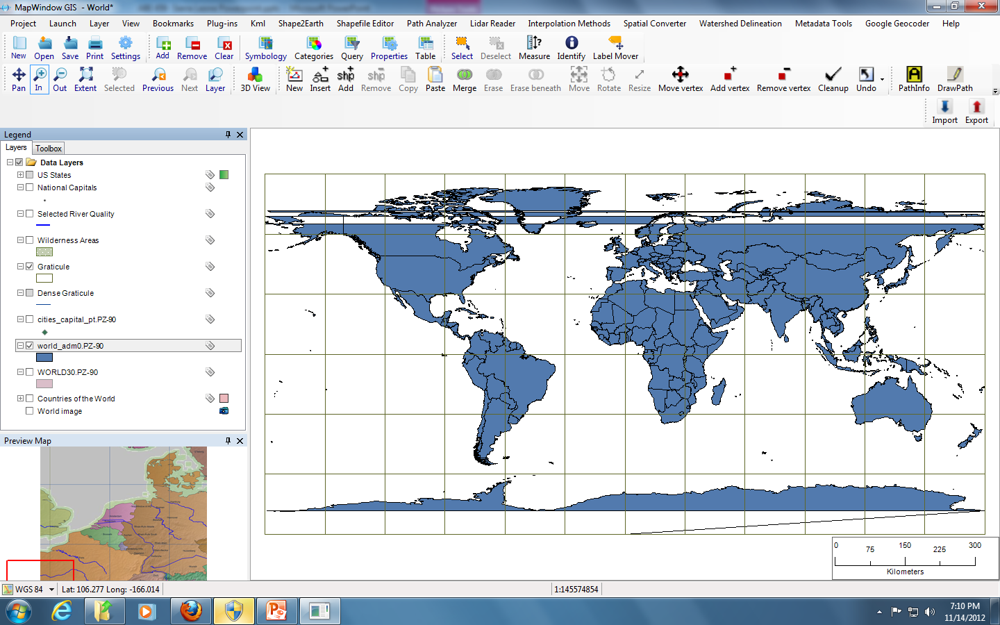 MapWindow GIS - World*
Project Launch Layer View Bookmarks Plug-ins Kml Shape2Earth Shapefile Editor Path Analyzer Lidar Reader Interpolation Methods Spatial Converter Watershed Delineation Metadata Tools Google Geocoder Help
New Open Save Print Settings Add Remove Clear Symbology Categories Query Properties Table Select Deselect Measure Identify Label Mover
Pan In Out Extent Selected Previous Next Layer 3D View New Insert Add Remove Copy Paste Merge Erase Erase beneath Move Rotate Resize Move vertex Add vertex Remove vertex Cleanup Undo PathInfo DrawPath
Import Export
Legend
Layers Toolbox
Data Layers
US States
National Capitals
Selected River Quality
Wilderness Areas
Graticule
Dense Graticule
cities_capital_pt.PZ-90
world_adm0.PZ-90
WORLD30.PZ-90
Countries of the World
World image
Preview Map
0 75 150 225 300
Kilometers
WGS 84 Lat: 106.277 Long: -166.014 1:145574854
7:10 PM
11/14/2012